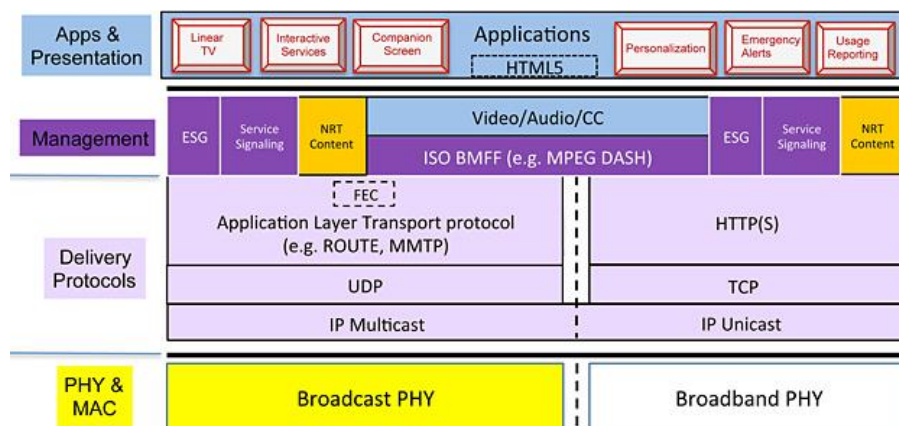 Apps &
Presentation
Linear
TV
Interactive
Services
Companion
Screen
Applications
HTML5
Personalization
Emergency
Alerts
Usage
Reporting
Management
ESG
Service
Signaling
NRT
Content
Video/Audio/CC
ISO BMFF (e.g. MPEG DASH)
ESG
Service
Signaling
NRT
Content
Delivery
Protocols
FEC
Application Layer Transport protocol
(e.g. ROUTE, MMTP)
HTTP(S)
UDP
TCP
IP Multicast
IP Unicast
PHY &
MAC
Broadcast PHY
Broadband PHY